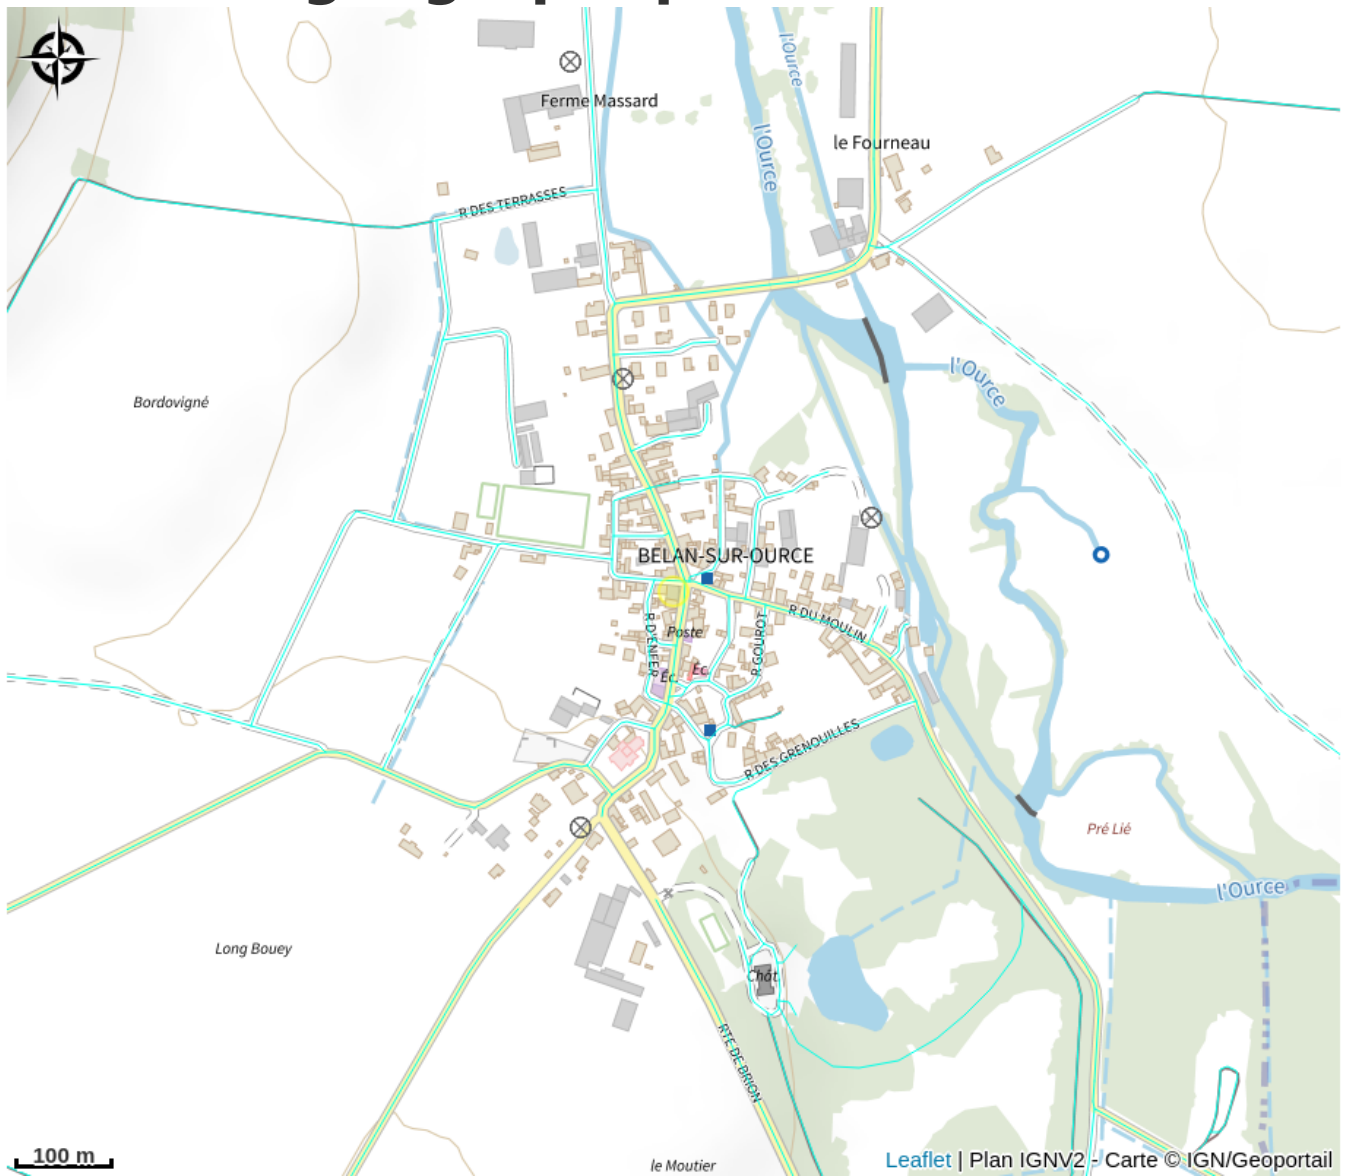 l'Ource
Ferme Massard
l'Ource
le Fourneau
R DES TERRASSES
l'Ource
Bordovigné
BELAN-SUR-OURCE
R DU MOULIN
Poste
R D'ENFER
R GOUROT
Éc.
Éc.
R DES GRENOUILLES
Pré Lié
l'Ource
Long Bouey
Chât.
RTE DE BRION
100 m
le Moutier
Leaflet | Plan IGNV2 - Carte © IGN/Geoportail